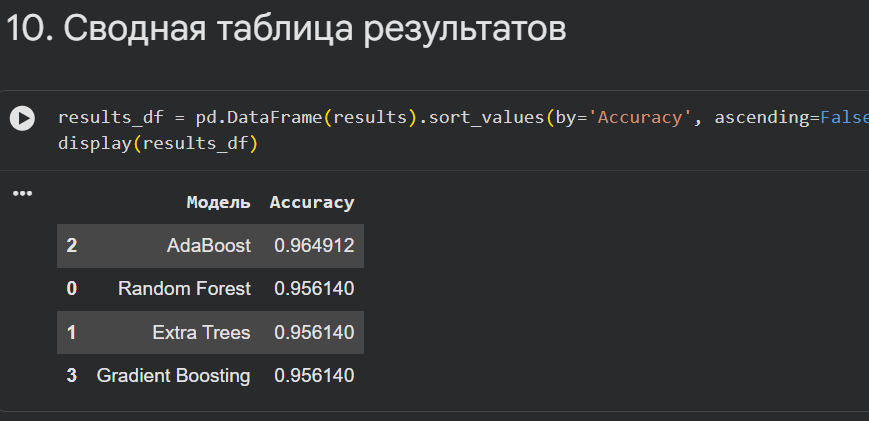 10. Сводная таблица результатов
results_df = pd.DataFrame(results).sort_values(by='Accuracy', ascending=False
display(results_df)
Модель Accuracy
2 AdaBoost 0.964912
0 Random Forest 0.956140
1 Extra Trees 0.956140
3 Gradient Boosting 0.956140